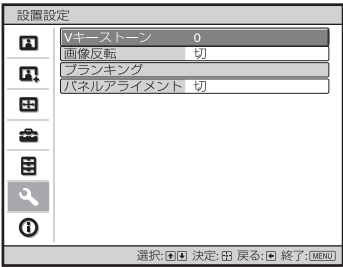 設置設定
Vキーストーン 0
画像反転 切
ブランキング
パネルアライメント 切
選択: 決定: 戻る: 終了:MENU